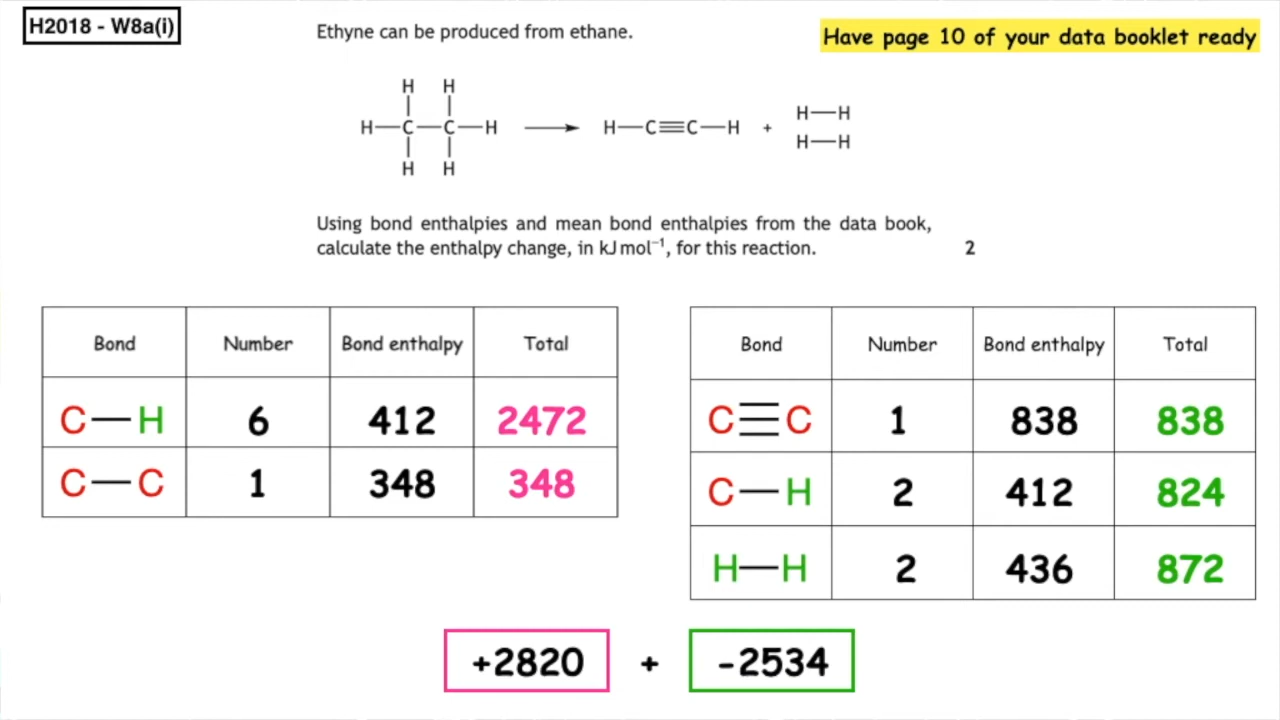 H2018 - W8a(i)
Ethyne can be produced from ethane.
Have page 10 of your data booklet ready
H H
H—C—C—H → H—C≡C—H + H—H
H—H
H H
Using bond enthalpies and mean bond enthalpies from the data book,
calculate the enthalpy change, in kJ mol⁻¹, for this reaction. 2
Bond Number Bond enthalpy Total
C—H 6 412 2472
C—C 1 348 348
Bond Number Bond enthalpy Total
C≡C 1 838 838
C—H 2 412 824
H—H 2 436 872
+2820 + -2534